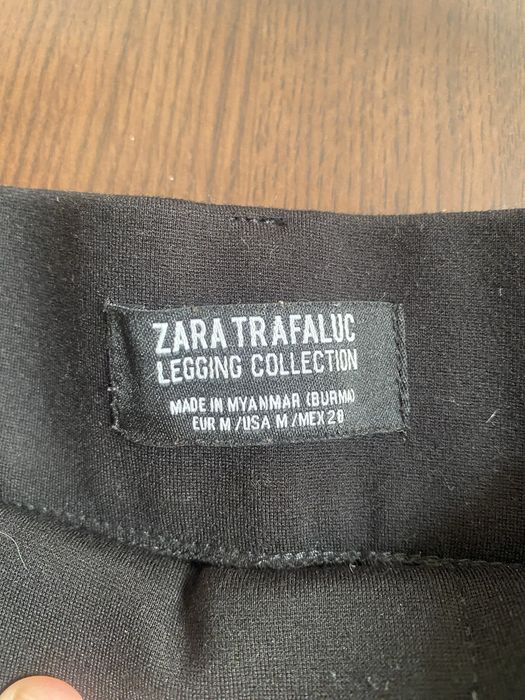 ZARA TRAFALUC
LEGGING COLLECTION
MADE IN MYANMAR (BURMA)
EUR M / USA M / MEX 28